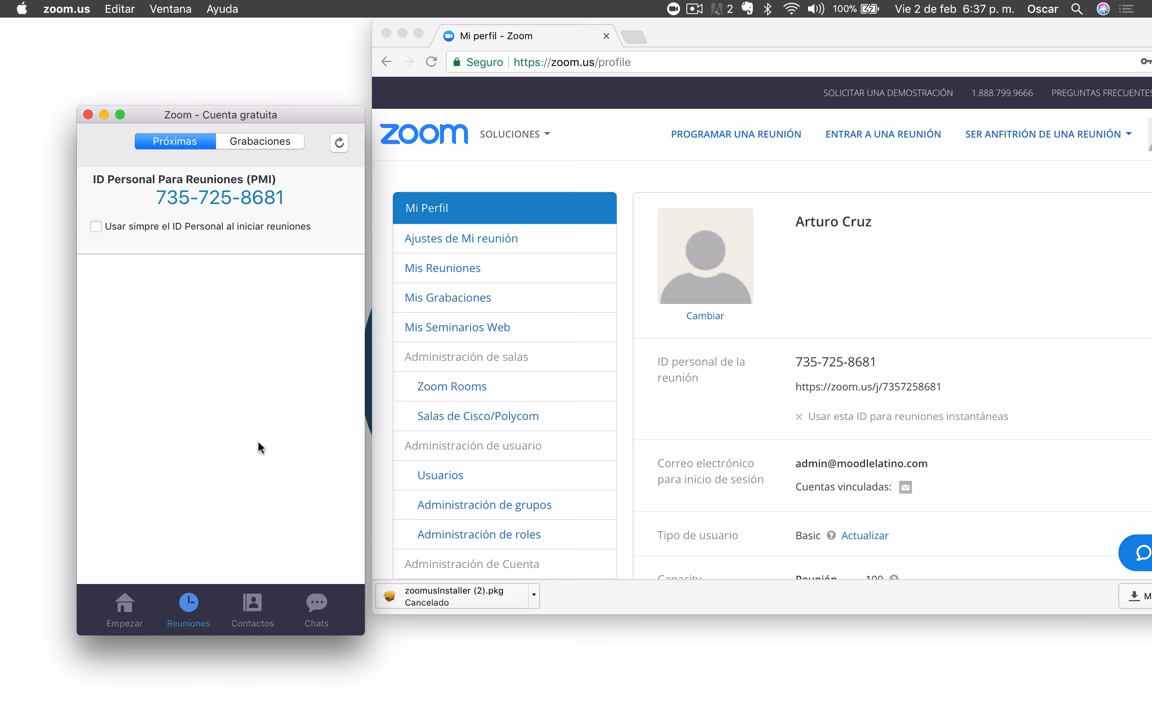 zoom.us Editar Ventana Ayuda
2 100% Vie 2 de feb 6:37 p. m. Oscar
Mi perfil - Zoom
Seguro https://zoom.us/profile
SOLICITAR UNA DEMOSTRACIÓN 1.888.799.9666 PREGUNTAS FRECUENTES
zoom SOLUCIONES PROGRAMAR UNA REUNIÓN ENTRAR A UNA REUNIÓN SER ANFITRIÓN DE UNA REUNIÓN
Zoom - Cuenta gratuita
Próximas Grabaciones
ID Personal Para Reuniones (PMI)
735-725-8681
Usar simpre el ID Personal al iniciar reuniones
Empezar Reuniones Contactos Chats
Mi Perfil
Ajustes de Mi reunión
Mis Reuniones
Mis Grabaciones
Mis Seminarios Web
Administración de salas
Zoom Rooms
Salas de Cisco/Polycom
Administración de usuario
Usuarios
Administración de grupos
Administración de roles
Administración de Cuenta
Arturo Cruz
Cambiar
ID personal de la
reunión
735-725-8681
https://zoom.us/j/7357258681
× Usar esta ID para reuniones instantáneas
Correo electrónico
para inicio de sesión
admin@moodlelatino.com
Cuentas vinculadas:
Tipo de usuario
Basic ? Actualizar
Capacity Reunión 100
zoomusInstaller (2).pkg
Cancelado
M